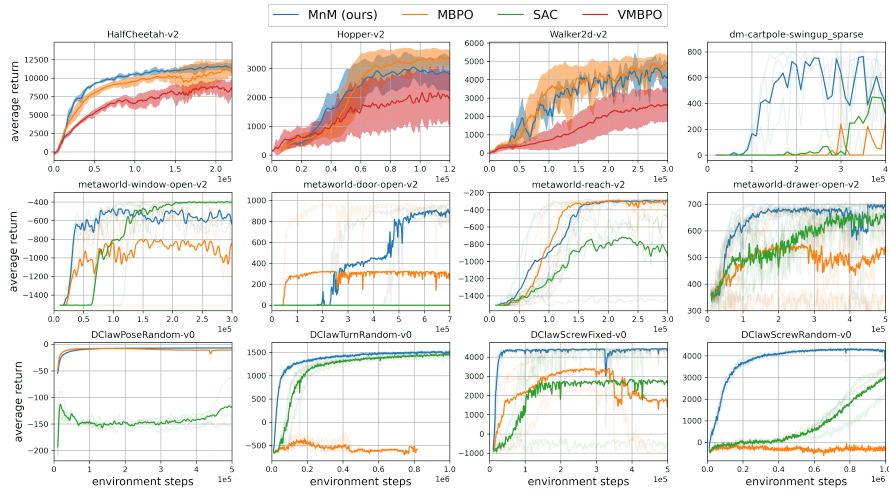 MnM (ours) MBPO SAC VMBPO
HalfCheetah-v2 Hopper-v2 Walker2d-v2 dm-cartpole-swingup_sparse
average return
12500 10000 7500 5000 2500 0
0.0 0.5 1.0 1.5 2.0 1e5
3000 2000 1000 0
0.0 0.2 0.4 0.6 0.8 1.0 1.2 1e5
6000 5000 4000 3000 2000 1000 0
0.0 0.5 1.0 1.5 2.0 2.5 3.0 1e5
800 600 400 200 0
0 1 2 3 4 1e5
metaworld-window-open-v2 metaworld-door-open-v2 metaworld-reach-v2 metaworld-drawer-open-v2
average return
−400 −600 −800 −1000 −1200 −1400
0.0 0.5 1.0 1.5 2.0 2.5 3.0 1e5
1000 800 600 400 200 0
0 1 2 3 4 5 6 7 1e5
−200 −400 −600 −800 −1000 −1200 −1400
0.0 0.5 1.0 1.5 2.0 2.5 3.0 1e5
700 600 500 400 300
0 1 2 3 4 5 1e5
DClawPoseRandom-v0 DClawTurnRandom-v0 DClawScrewFixed-v0 DClawScrewRandom-v0
average return
0 −50 −100 −150 −200
0 1 2 3 4 5 1e5
environment steps
1500 1000 500 0 −500
0.0 0.2 0.4 0.6 0.8 1.0 1e6
environment steps
4000 3000 2000 1000 0 −1000
0 1 2 3 4 5 1e5
environment steps
4000 3000 2000 1000 0
0.0 0.2 0.4 0.6 0.8 1.0 1e6
environment steps